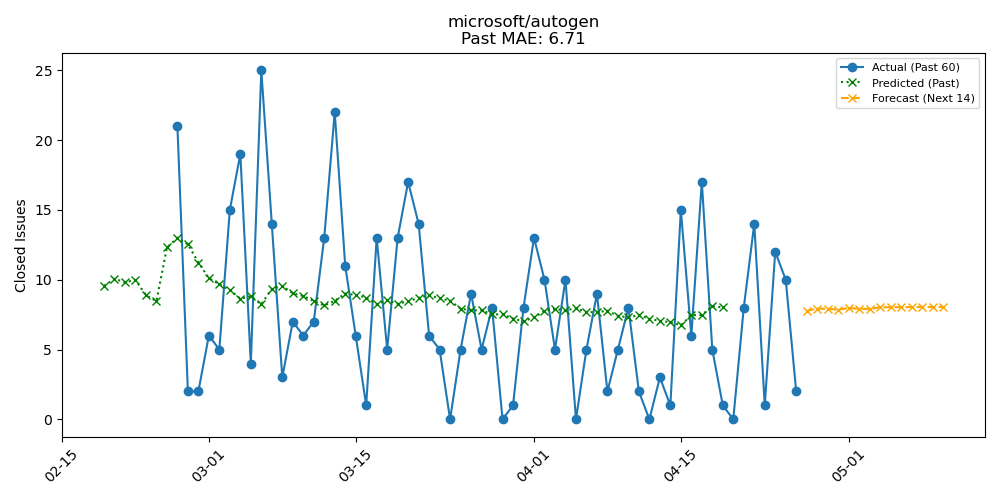 microsoft/autogen
Past MAE: 6.71
Closed Issues
25
20
15
10
5
0
02-15
03-01
03-15
04-01
04-15
05-01
Actual (Past 60)
Predicted (Past)
Forecast (Next 14)